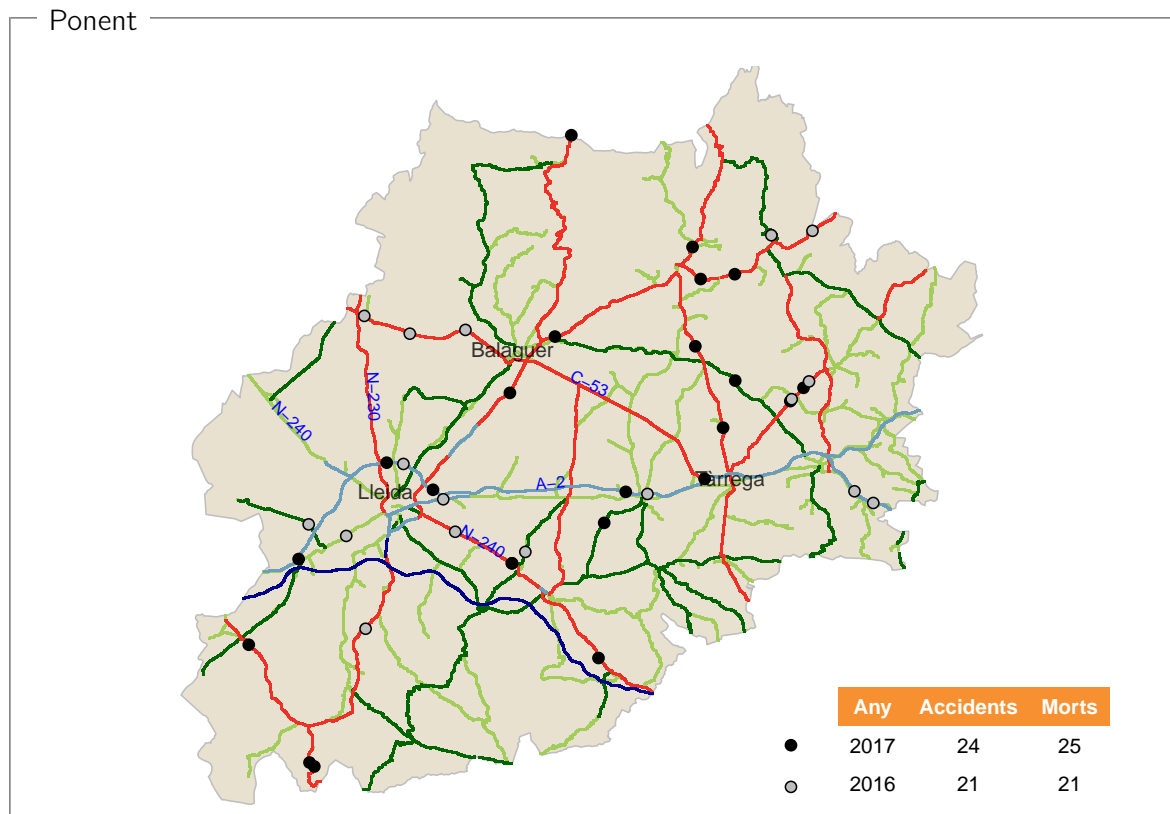 Ponent
Balaguer
C–53
N–230
N–240
Lleida
A–2
Tàrrega
N–240
Any Accidents Morts
2017 24 25
2016 21 21